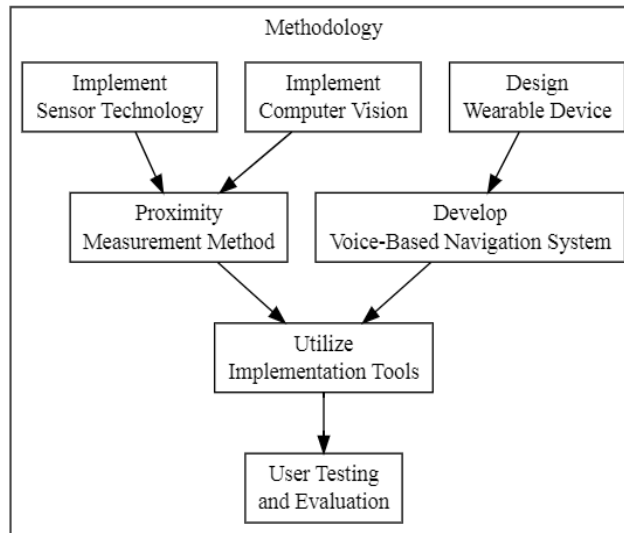 Methodology
Implement
Sensor Technology
Implement
Computer Vision
Design
Wearable Device
Proximity
Measurement Method
Develop
Voice-Based Navigation System
Utilize
Implementation Tools
User Testing
and Evaluation